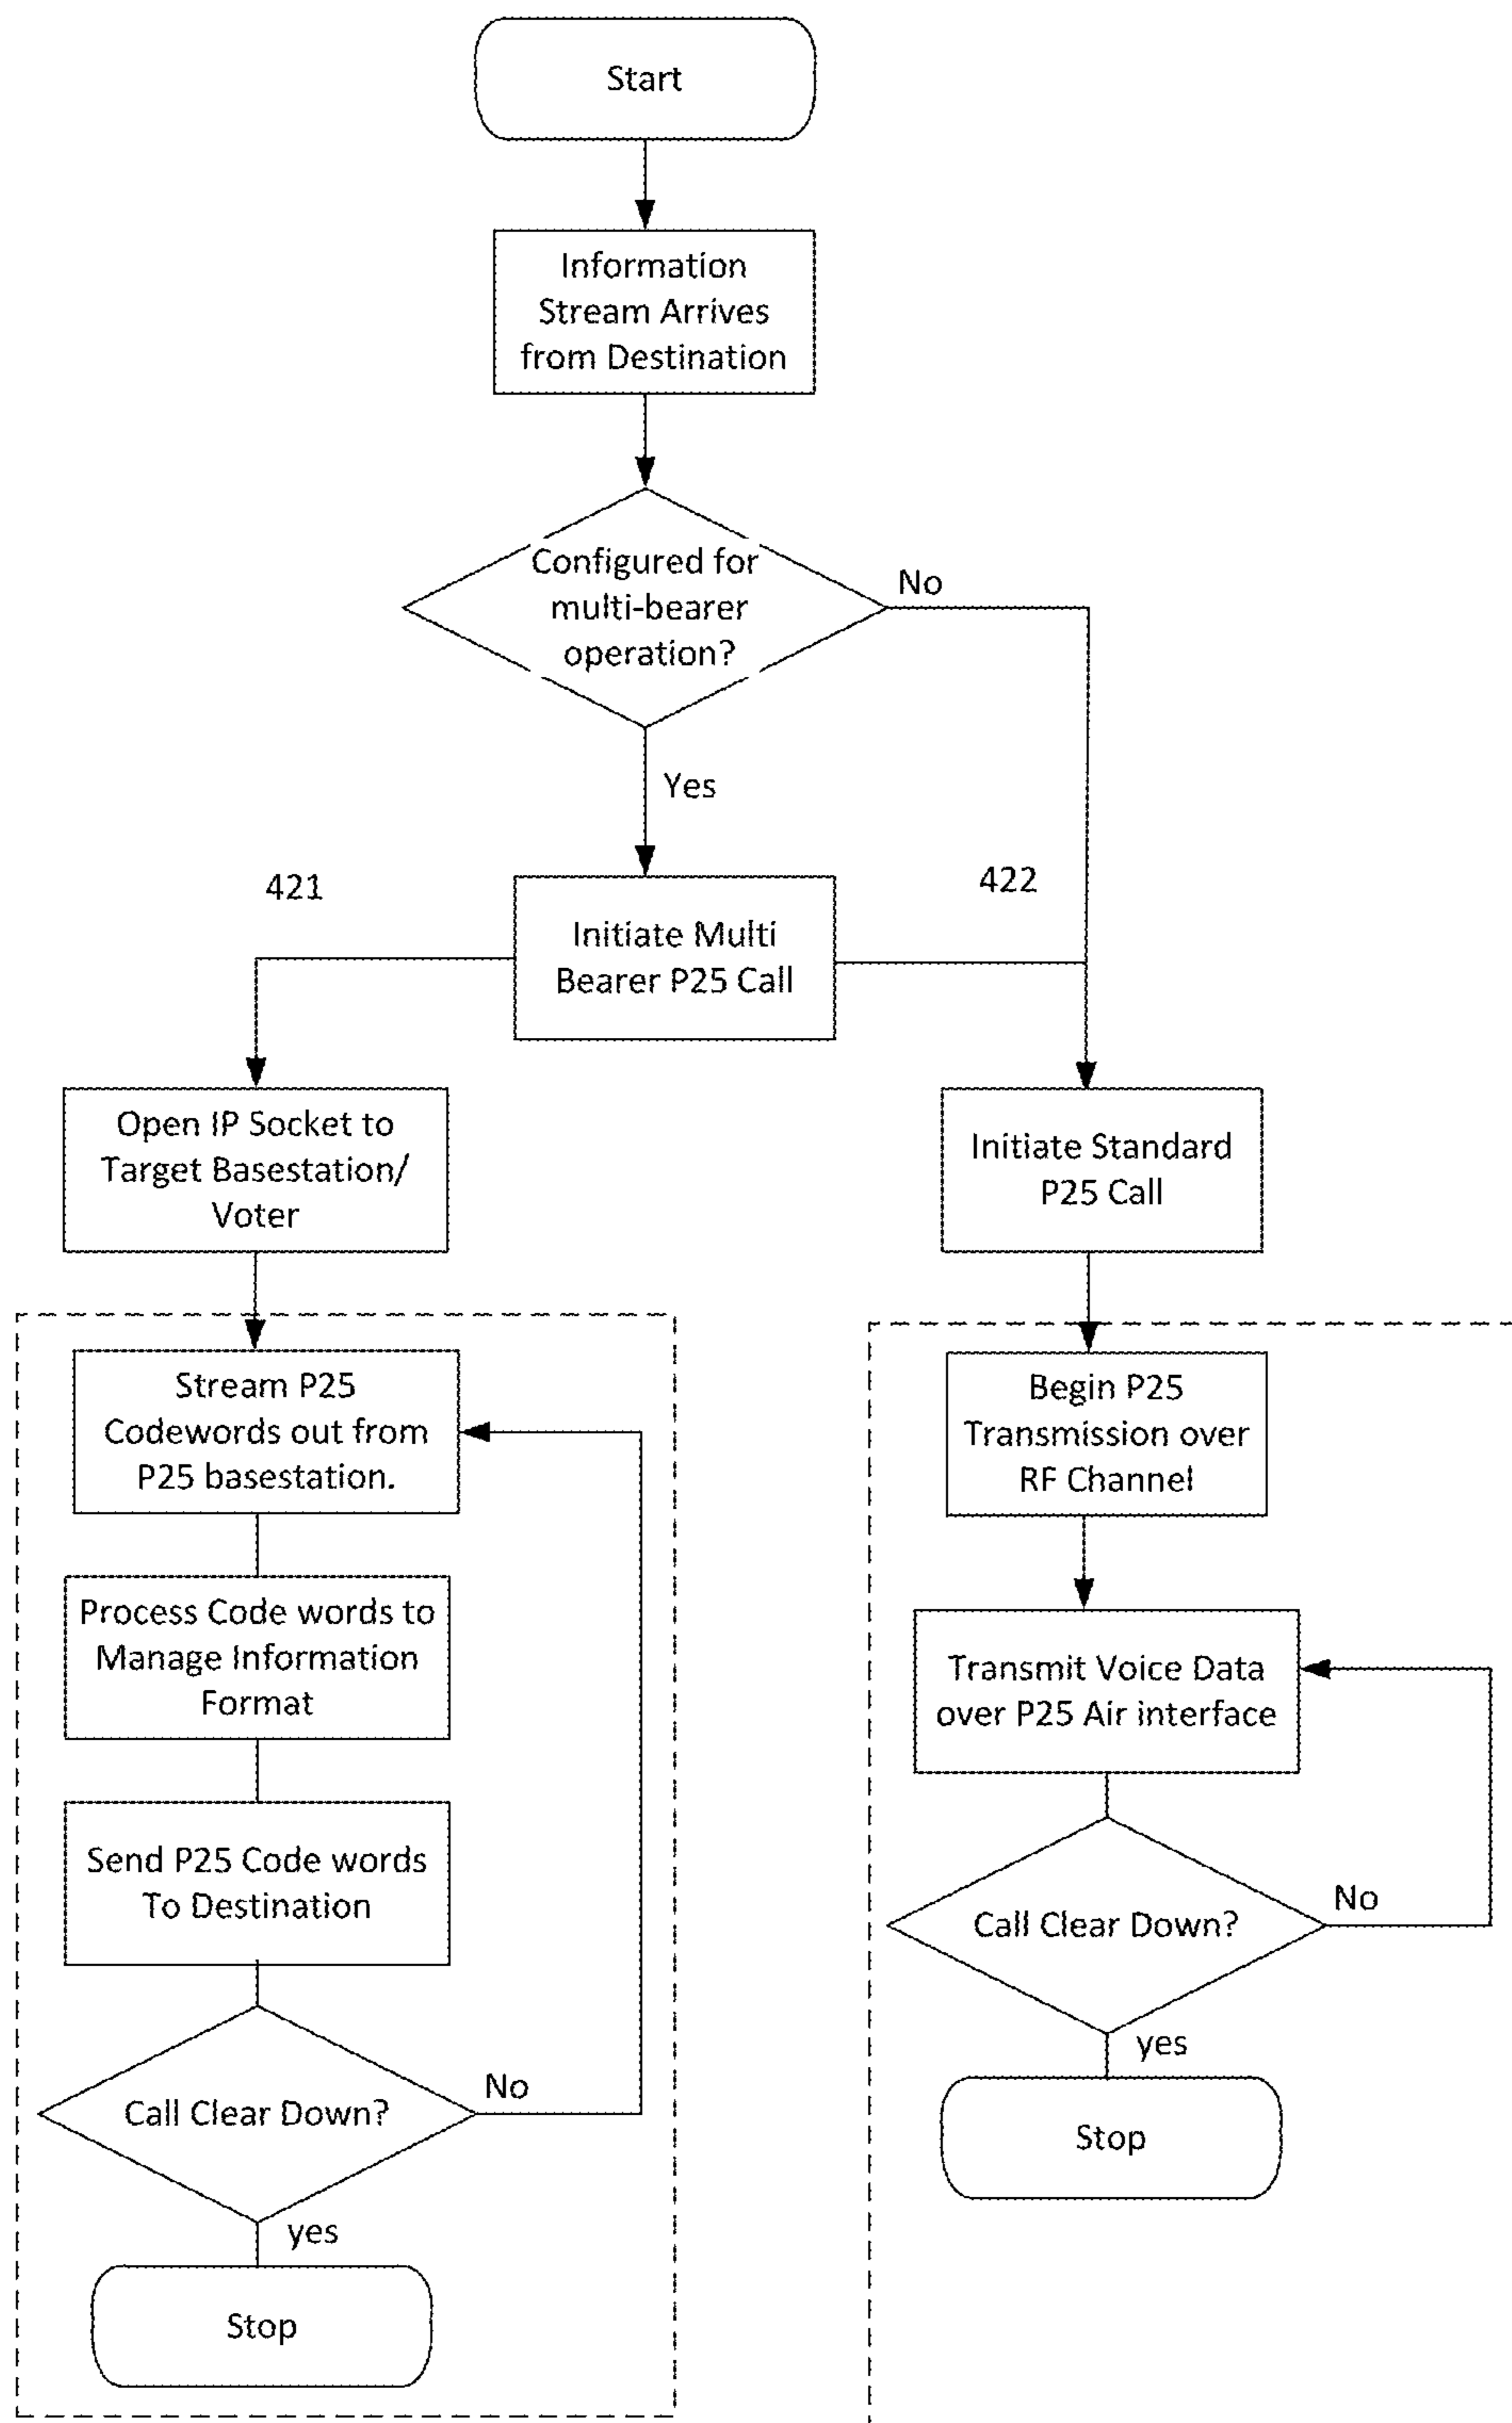 Start
Information
Stream Arrives
from Destination
Configured for
multi-bearer
operation?
No
Yes
421
422
Initiate Multi
Bearer P25 Call
Open IP Socket to
Target Basestation/
Voter
Initiate Standard
P25 Call
Stream P25
Codewords out from
P25 basestation.
Begin P25
Transmission over
RF Channel
Process Code words to
Manage Information
Format
Transmit Voice Data
over P25 Air interface
Send P25 Code words
To Destination
Call Clear Down?
No
yes
Stop
Call Clear Down?
No
yes
Stop